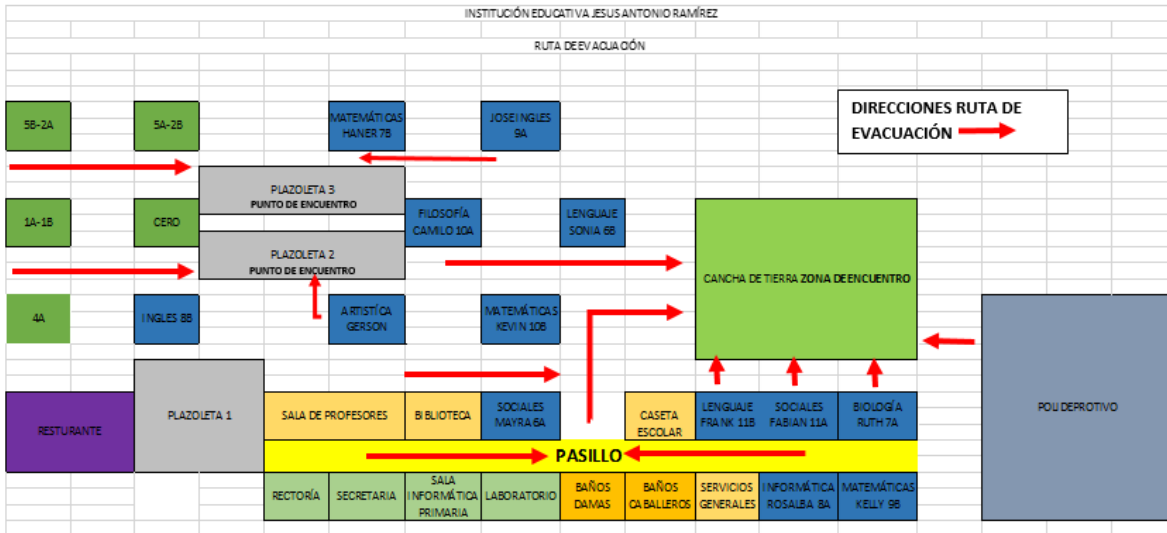 INSTITUCIÓN EDUCATIVA JESUS ANTONIO RAMÍREZ
RUTA DE EVACUACIÓN
DIRECCIONES RUTA DE
EVACUACIÓN
5B-2A
5A-2B
MATEMÁTICAS
HANER 7B
JOSE INGLES
9A
PLAZOLETA 3
PUNTO DE ENCUENTRO
1A-1B
CERO
FILOSOFÍA
CAMILO 10A
LENGUAJE
SONIA 6B
PLAZOLETA 2
PUNTO DE ENCUENTRO
CANCHA DE TIERRA ZONA DE ENCUENTRO
4A
INGLES 8B
ARTISTÍCA
GERSON
MATEMÁTICAS
KEVIN 10B
RESTURANTE
PLAZOLETA 1
SALA DE PROFESORES
BIBLIOTECA
SOCIALES
MAYRA 6A
CASETA
ESCOLAR
LENGUAJE
FRANK 11B
SOCIALES
FABIAN 11A
BIOLOGÍA
RUTH 7A
POLIDEPROTIVO
PASILLO
RECTORÍA
SECRETARIA
SALA
INFORMÁTICA
PRIMARIA
LABORATORIO
BAÑOS
DAMAS
BAÑOS
CABALLEROS
SERVICIOS
GENERALES
INFORMÁTICA
ROSALBA 8A
MATEMÁTICAS
KELLY 9B